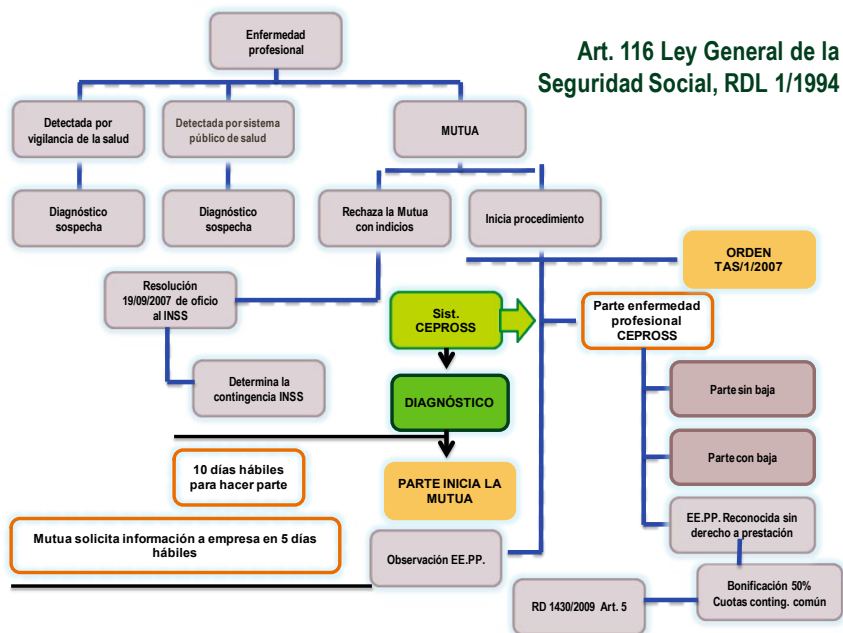 Art. 116 Ley General de la
Seguridad Social, RDL 1/1994
Enfermedad
profesional
Detectada por
vigilancia de la salud
Detectada por sistema
público de salud
MUTUA
Diagnóstico
sospecha
Diagnóstico
sospecha
Rechaza la Mutua
con indicios
Inicia procedimiento
ORDEN
TAS/1/2007
Resolución
19/09/2007 de oficio
al INSS
Sist.
CEPROSS
Parte enfermedad
profesional
CEPROSS
Determina la
contingencia INSS
DIAGNÓSTICO
Parte sin baja
10 días hábiles
para hacer parte
PARTE INICIA LA
MUTUA
Parte con baja
Mutua solicita información a empresa en 5 días
hábiles
Observación EE.PP.
EE.PP. Reconocida sin
derecho a prestación
RD 1430/2009 Art. 5
Bonificación 50%
Cuotas conting. común